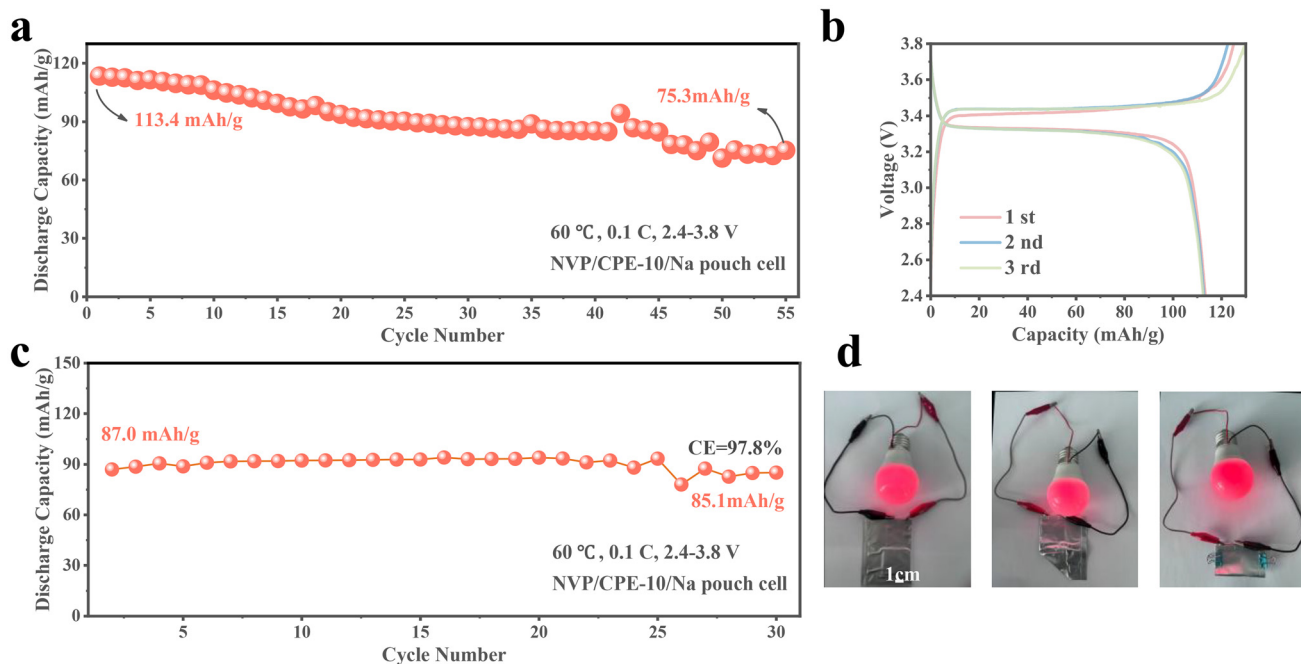 a
120
90
60
30
0
Discharge Capacity (mAh/g)
113.4 mAh/g
75.3mAh/g
60 ℃, 0.1 C, 2.4-3.8 V
NVP/CPE-10/Na pouch cell
0 5 10 15 20 25 30 35 40 45 50 55
Cycle Number
b
3.8
3.6
3.4
3.2
3.0
2.8
2.6
2.4
Voltage (V)
1 st
2 nd
3 rd
0 20 40 60 80 100 120
Capacity (mAh/g)
c
150
120
90
60
30
0
Discharge Capacity (mAh/g)
87.0 mAh/g
CE=97.8%
85.1mAh/g
60 ℃, 0.1 C, 2.4-3.8 V
NVP/CPE-10/Na pouch cell
5 10 15 20 25 30
Cycle Number
d
1cm